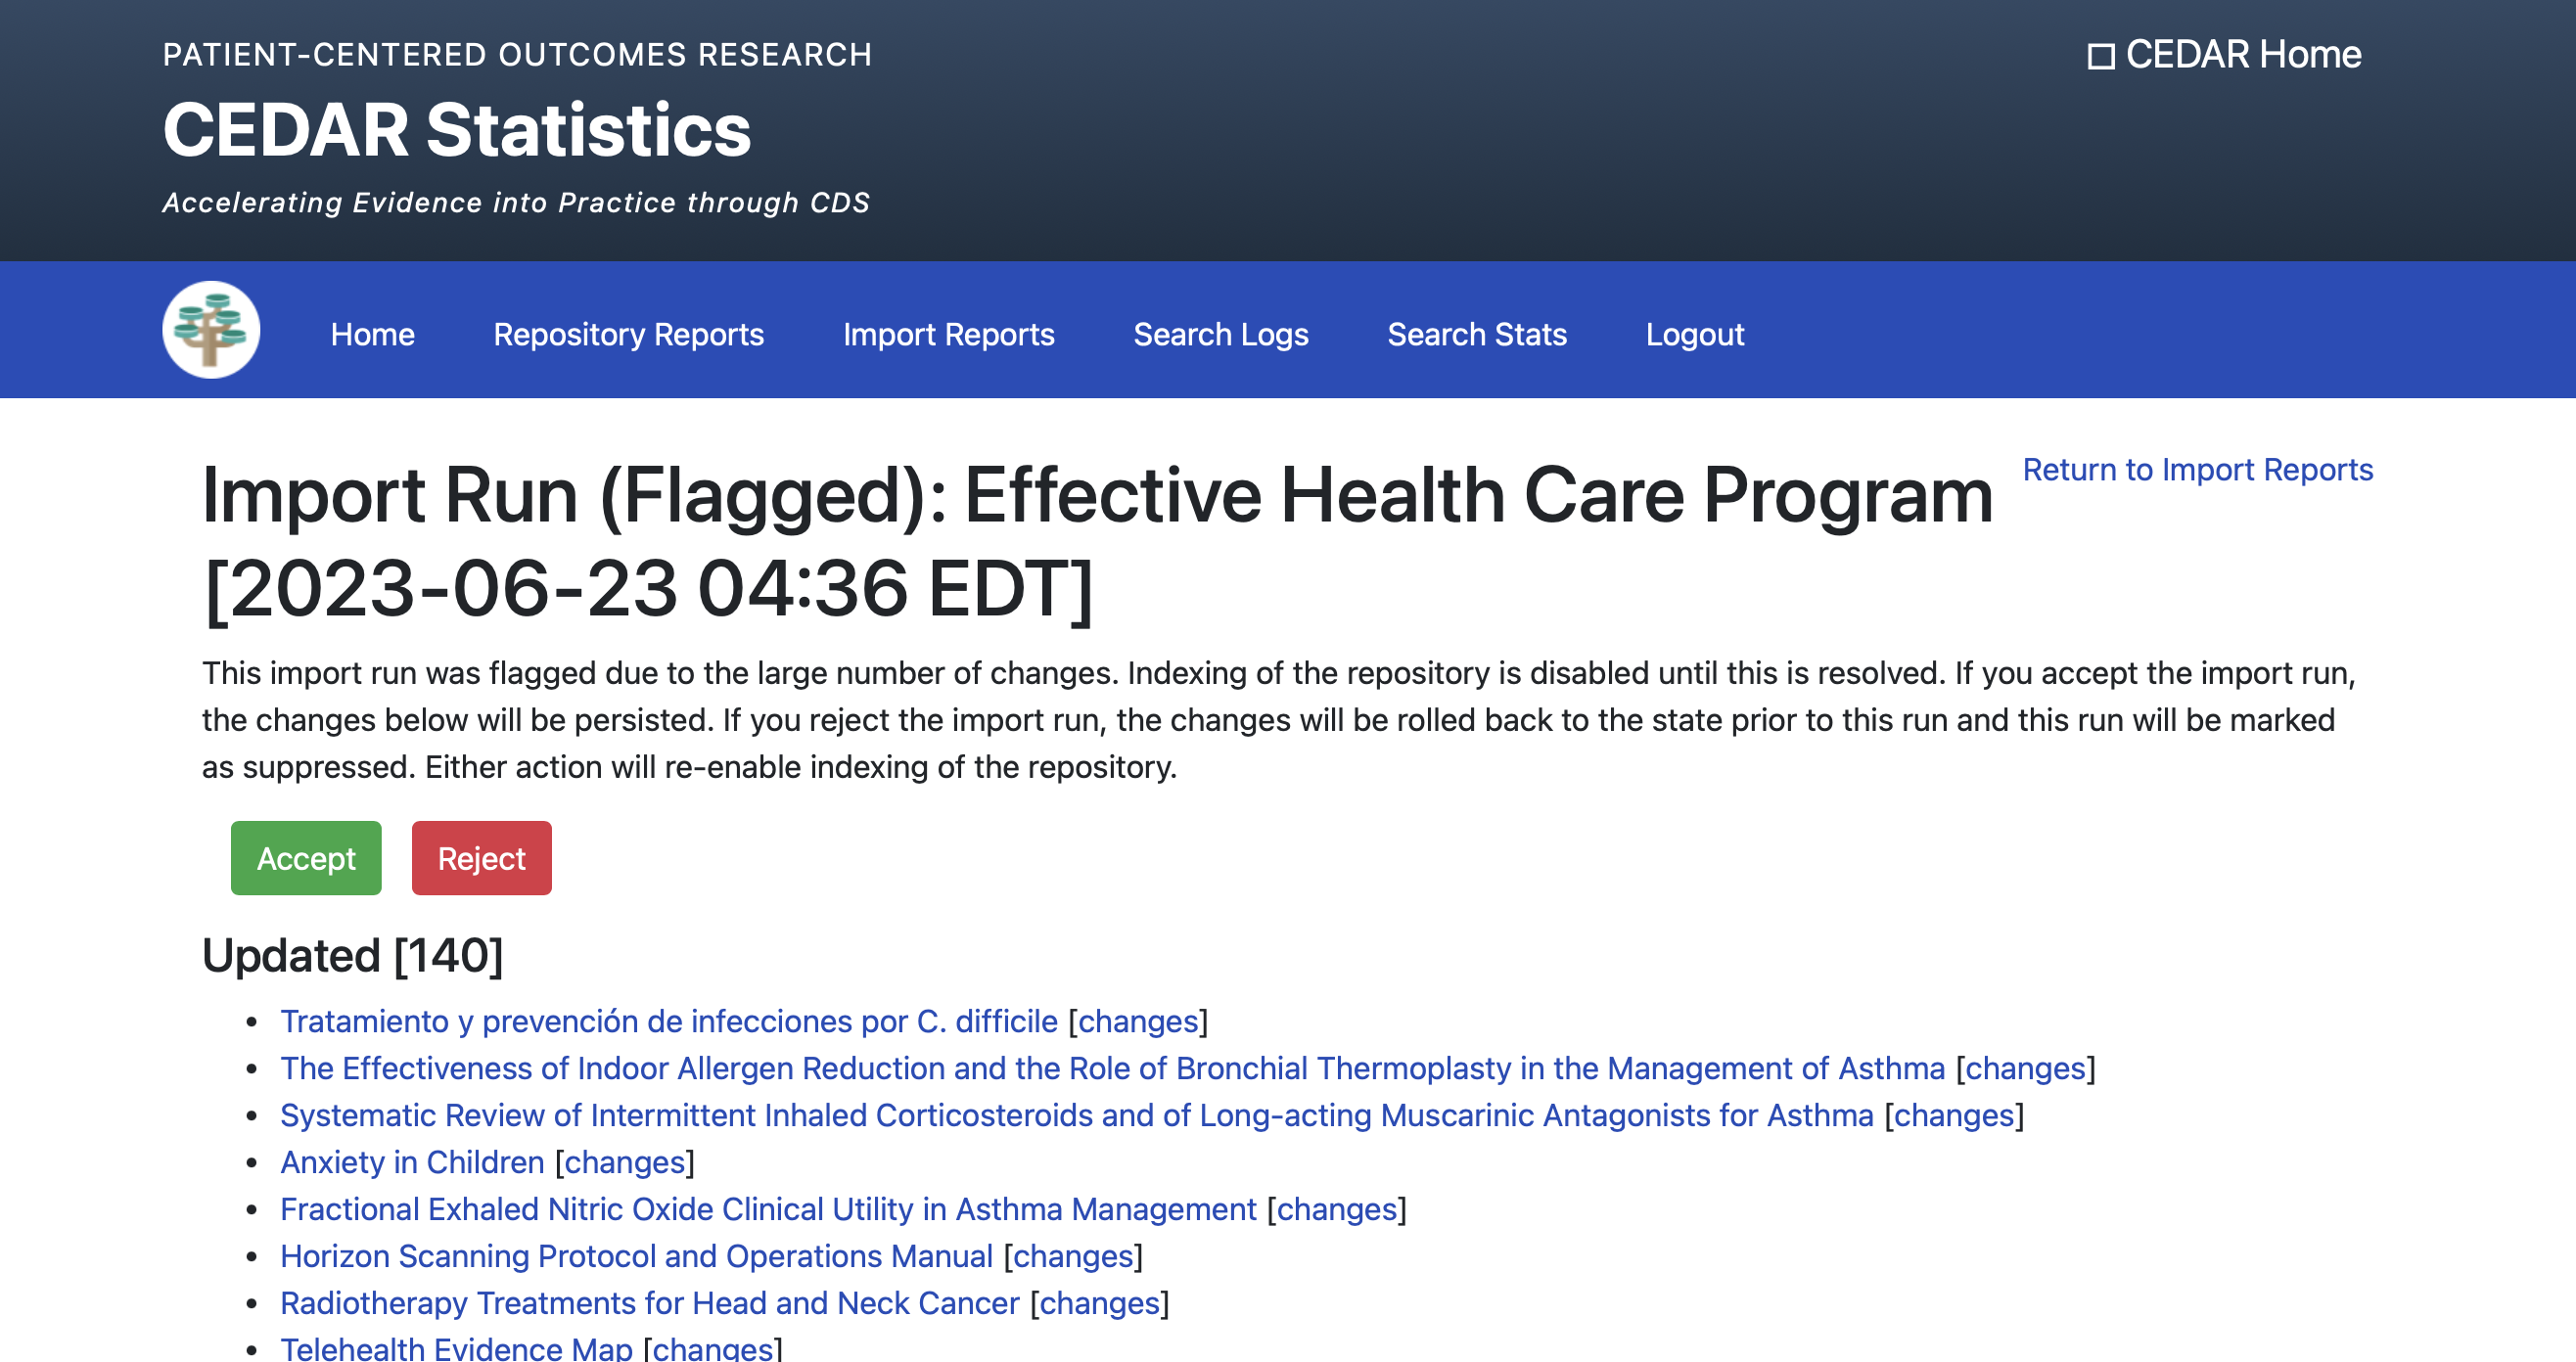 PATIENT-CENTERED OUTCOMES RESEARCH
CEDAR Home
CEDAR Statistics
Accelerating Evidence into Practice through CDS
Home Repository Reports Import Reports Search Logs Search Stats Logout
Import Run (Flagged): Effective Health Care Program
[2023-06-23 04:36 EDT]
Return to Import Reports
This import run was flagged due to the large number of changes. Indexing of the repository is disabled until this is resolved. If you accept the import run,
the changes below will be persisted. If you reject the import run, the changes will be rolled back to the state prior to this run and this run will be marked
as suppressed. Either action will re-enable indexing of the repository.
Accept Reject
Updated [140]
• Tratamiento y prevención de infecciones por C. difficile [changes]
• The Effectiveness of Indoor Allergen Reduction and the Role of Bronchial Thermoplasty in the Management of Asthma [changes]
• Systematic Review of Intermittent Inhaled Corticosteroids and of Long-acting Muscarinic Antagonists for Asthma [changes]
• Anxiety in Children [changes]
• Fractional Exhaled Nitric Oxide Clinical Utility in Asthma Management [changes]
• Horizon Scanning Protocol and Operations Manual [changes]
• Radiotherapy Treatments for Head and Neck Cancer [changes]
• Telehealth Evidence Map [changes]